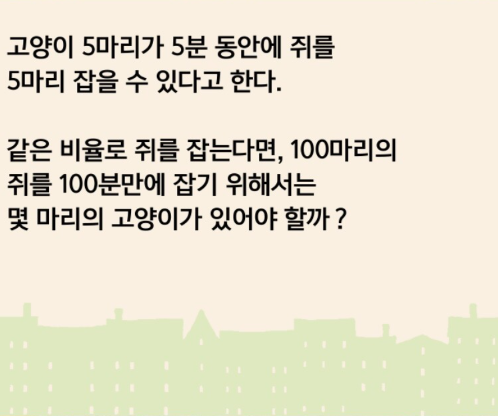 고양이 5마리가 5분 동안에 쥐를
5마리 잡을 수 있다고 한다.
같은 비율로 쥐를 잡는다면, 100마리의
쥐를 100분만에 잡기 위해서는
몇 마리의 고양이가 있어야 할까?